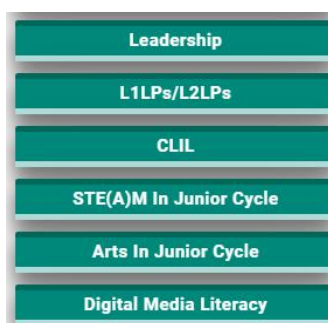 Leadership
L1LPs/L2LPs
CLIL
STE(A)M In Junior Cycle
Arts In Junior Cycle
Digital Media Literacy